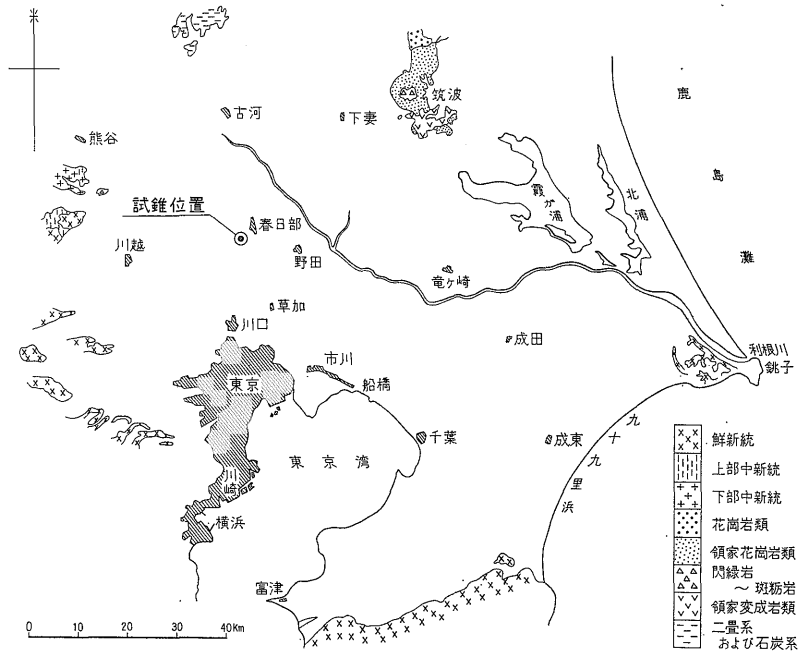 鹿島灘
筑波
下妻
古河
熊谷
霞が浦
北浦
試錐位置
春日部
川越
野田
竜ヶ崎
草加
川口
成田
利根川
銚子
市川
船橋
東京
千葉
成東
九十九里浜
東京湾
川崎
横浜
富津
鮮新統
上部中新統
下部中新統
花崗岩類
領家花崗岩類
閃緑岩
～斑粝岩
領家変成岩類
二畳系
および石炭系
0 10 20 30 40Km